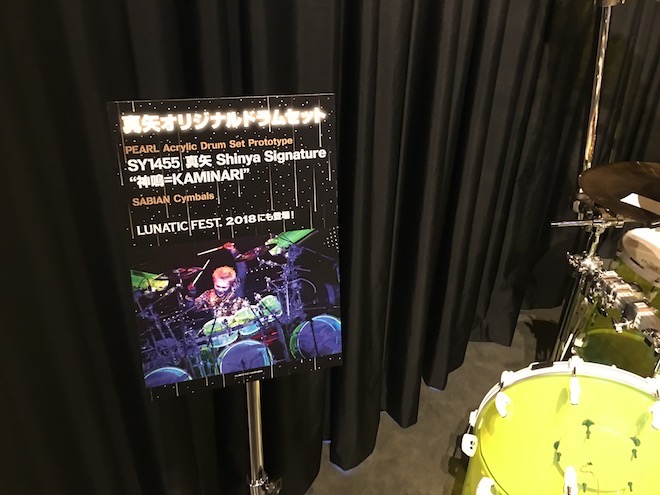 真矢オリジナルドラムセット
PEARL Acrylic Drum Set Prototype
SY1455 真矢 Shinya Signature
“神鳴=KAMINARI”
SABIAN Cymbals
LUNATIC FEST. 2018にも登場！